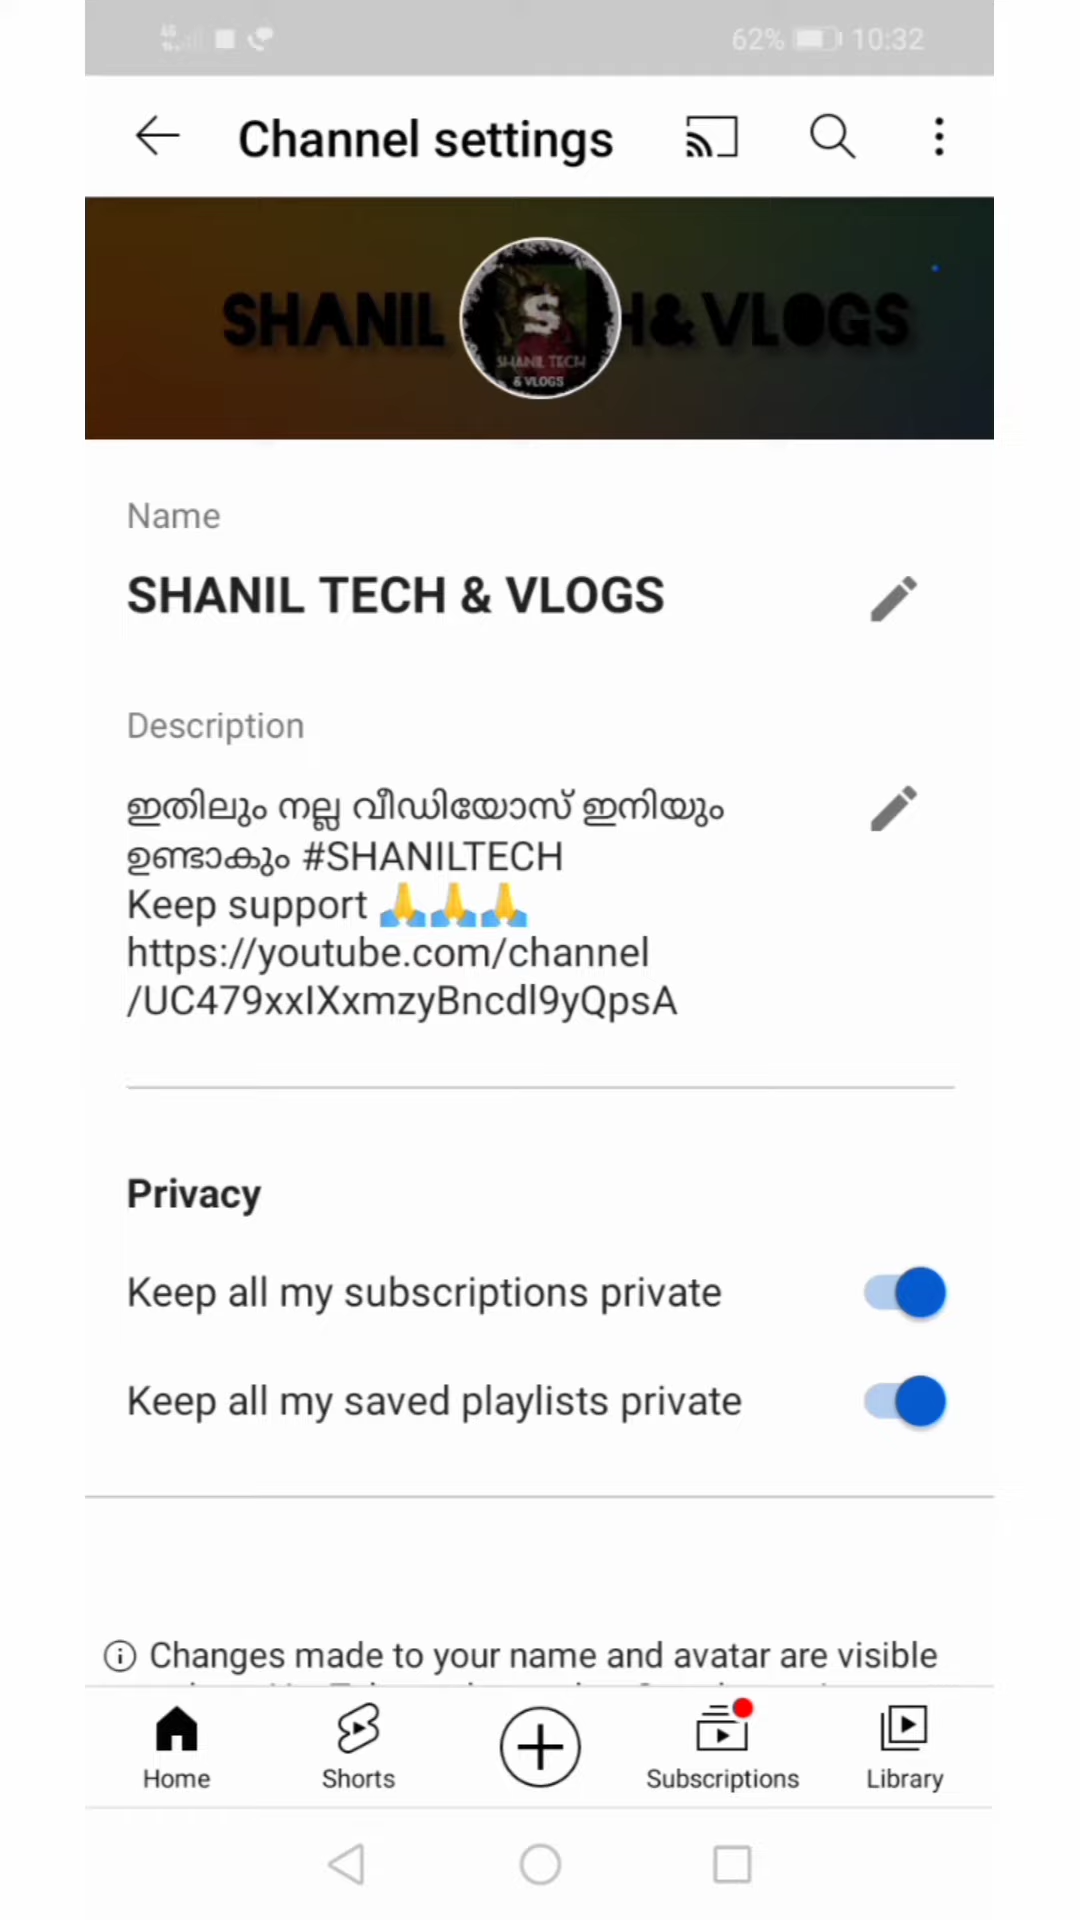 62% 10:32
Channel settings
SHANIL H& VLOGS
S
SHANIL TECH
& VLOGS
Name
SHANIL TECH & VLOGS
Description
ഇതിലും നല്ല വീഡിയോസ് ഇനിയും
ഉണ്ടാകും #SHANILTECH
Keep support 🙏🙏🙏
https://youtube.com/channel
/UC479xxIXxmzyBncdl9yQpsA
Privacy
Keep all my subscriptions private
Keep all my saved playlists private
Changes made to your name and avatar are visible
Home Shorts Subscriptions Library